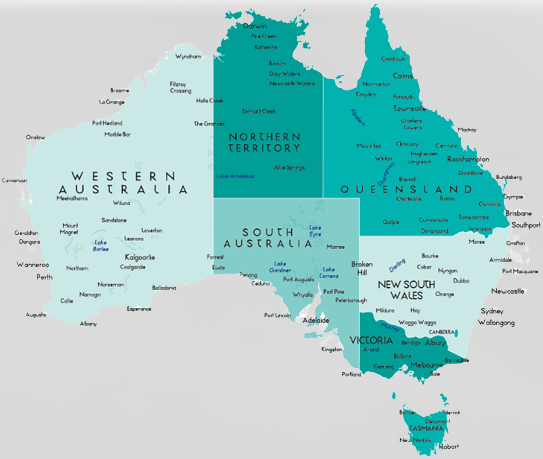 Darwin
Pine Creek
Katherine
Wyndham
Daly Waters
Newcastle Waters
Cooktown
Cairns
Normanton
Croydon
Forsayth
Townsville
Broome
La Grange
Fitzroy
Crossing
Halls Creek
Tennant Creek
The Granites
Charters
Towers
Mackay
Port Hedland
Marble Bar
Onslow
NORTHERN
TERRITORY
Mount Isa
Cloncurry
Winton
Hughenden
Longreach
Clermont
Rockhampton
Gladstone
Alice Springs
Lake Amadeus
Carnarvon
WESTERN
AUSTRALIA
QUEENSLAND
Bundaberg
Gympie
Meekatharra
Wiluna
Charleville
Roma
Brisbane
Southport
Sandstone
Mount
Magnet
Geraldton
Dongara
Laverton
Leonora
Lake
Barlee
SOUTH
AUSTRALIA
Lake
Eyre
Marree
Quilpie
Cunnamulla
Toowoomba
Warwick
Moree
Grafton
Wanneroo
Perth
Northam
Kalgoorlie
Coolgardie
Forrest
Eucla
Lake
Gairdner
Lake
Torrens
Broken
Hill
Darling
Bourke
Cobar
Nyngan
Armidale
Port Macquarie
Dubbo
Norseman
Narrogin
Collie
Balladonia
Esperance
Augusta
Albany
Penong
Ceduna
Port Augusta
Whyalla
Port Pirie
Peterborough
NEW SOUTH
WALES
Orange
Newcastle
Sydney
Wollongong
Port Lincoln
Adelaide
Mildura
Hay
Wagga Wagga
CANBERRA
Murray
VICTORIA
Bendigo
Albury
Kingston
Ararat
Ballarat
Geelong
Melbourne
Bairnsdale
Sale
Portland
Burnie
Devonport
TASMANIA
New Norfolk
Hobart